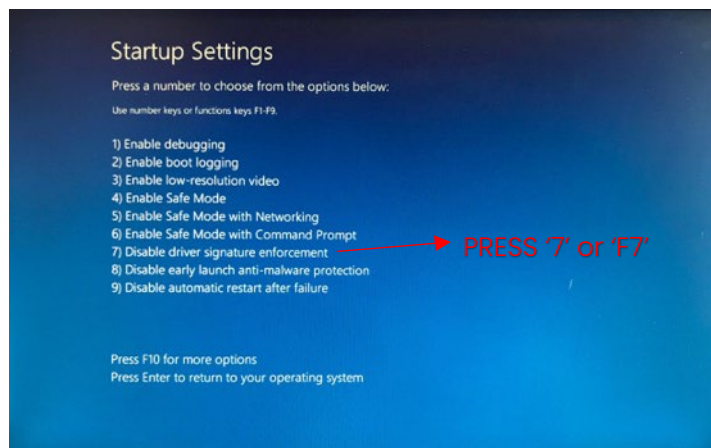 Startup Settings
Press a number to choose from the options below:
Use number keys or functions keys F1-F9.
1) Enable debugging
2) Enable boot logging
3) Enable low-resolution video
4) Enable Safe Mode
5) Enable Safe Mode with Networking
6) Enable Safe Mode with Command Prompt
7) Disable driver signature enforcement
PRESS '7' or 'F7'
8) Disable early launch anti-malware protection
9) Disable automatic restart after failure
Press F10 for more options
Press Enter to return to your operating system